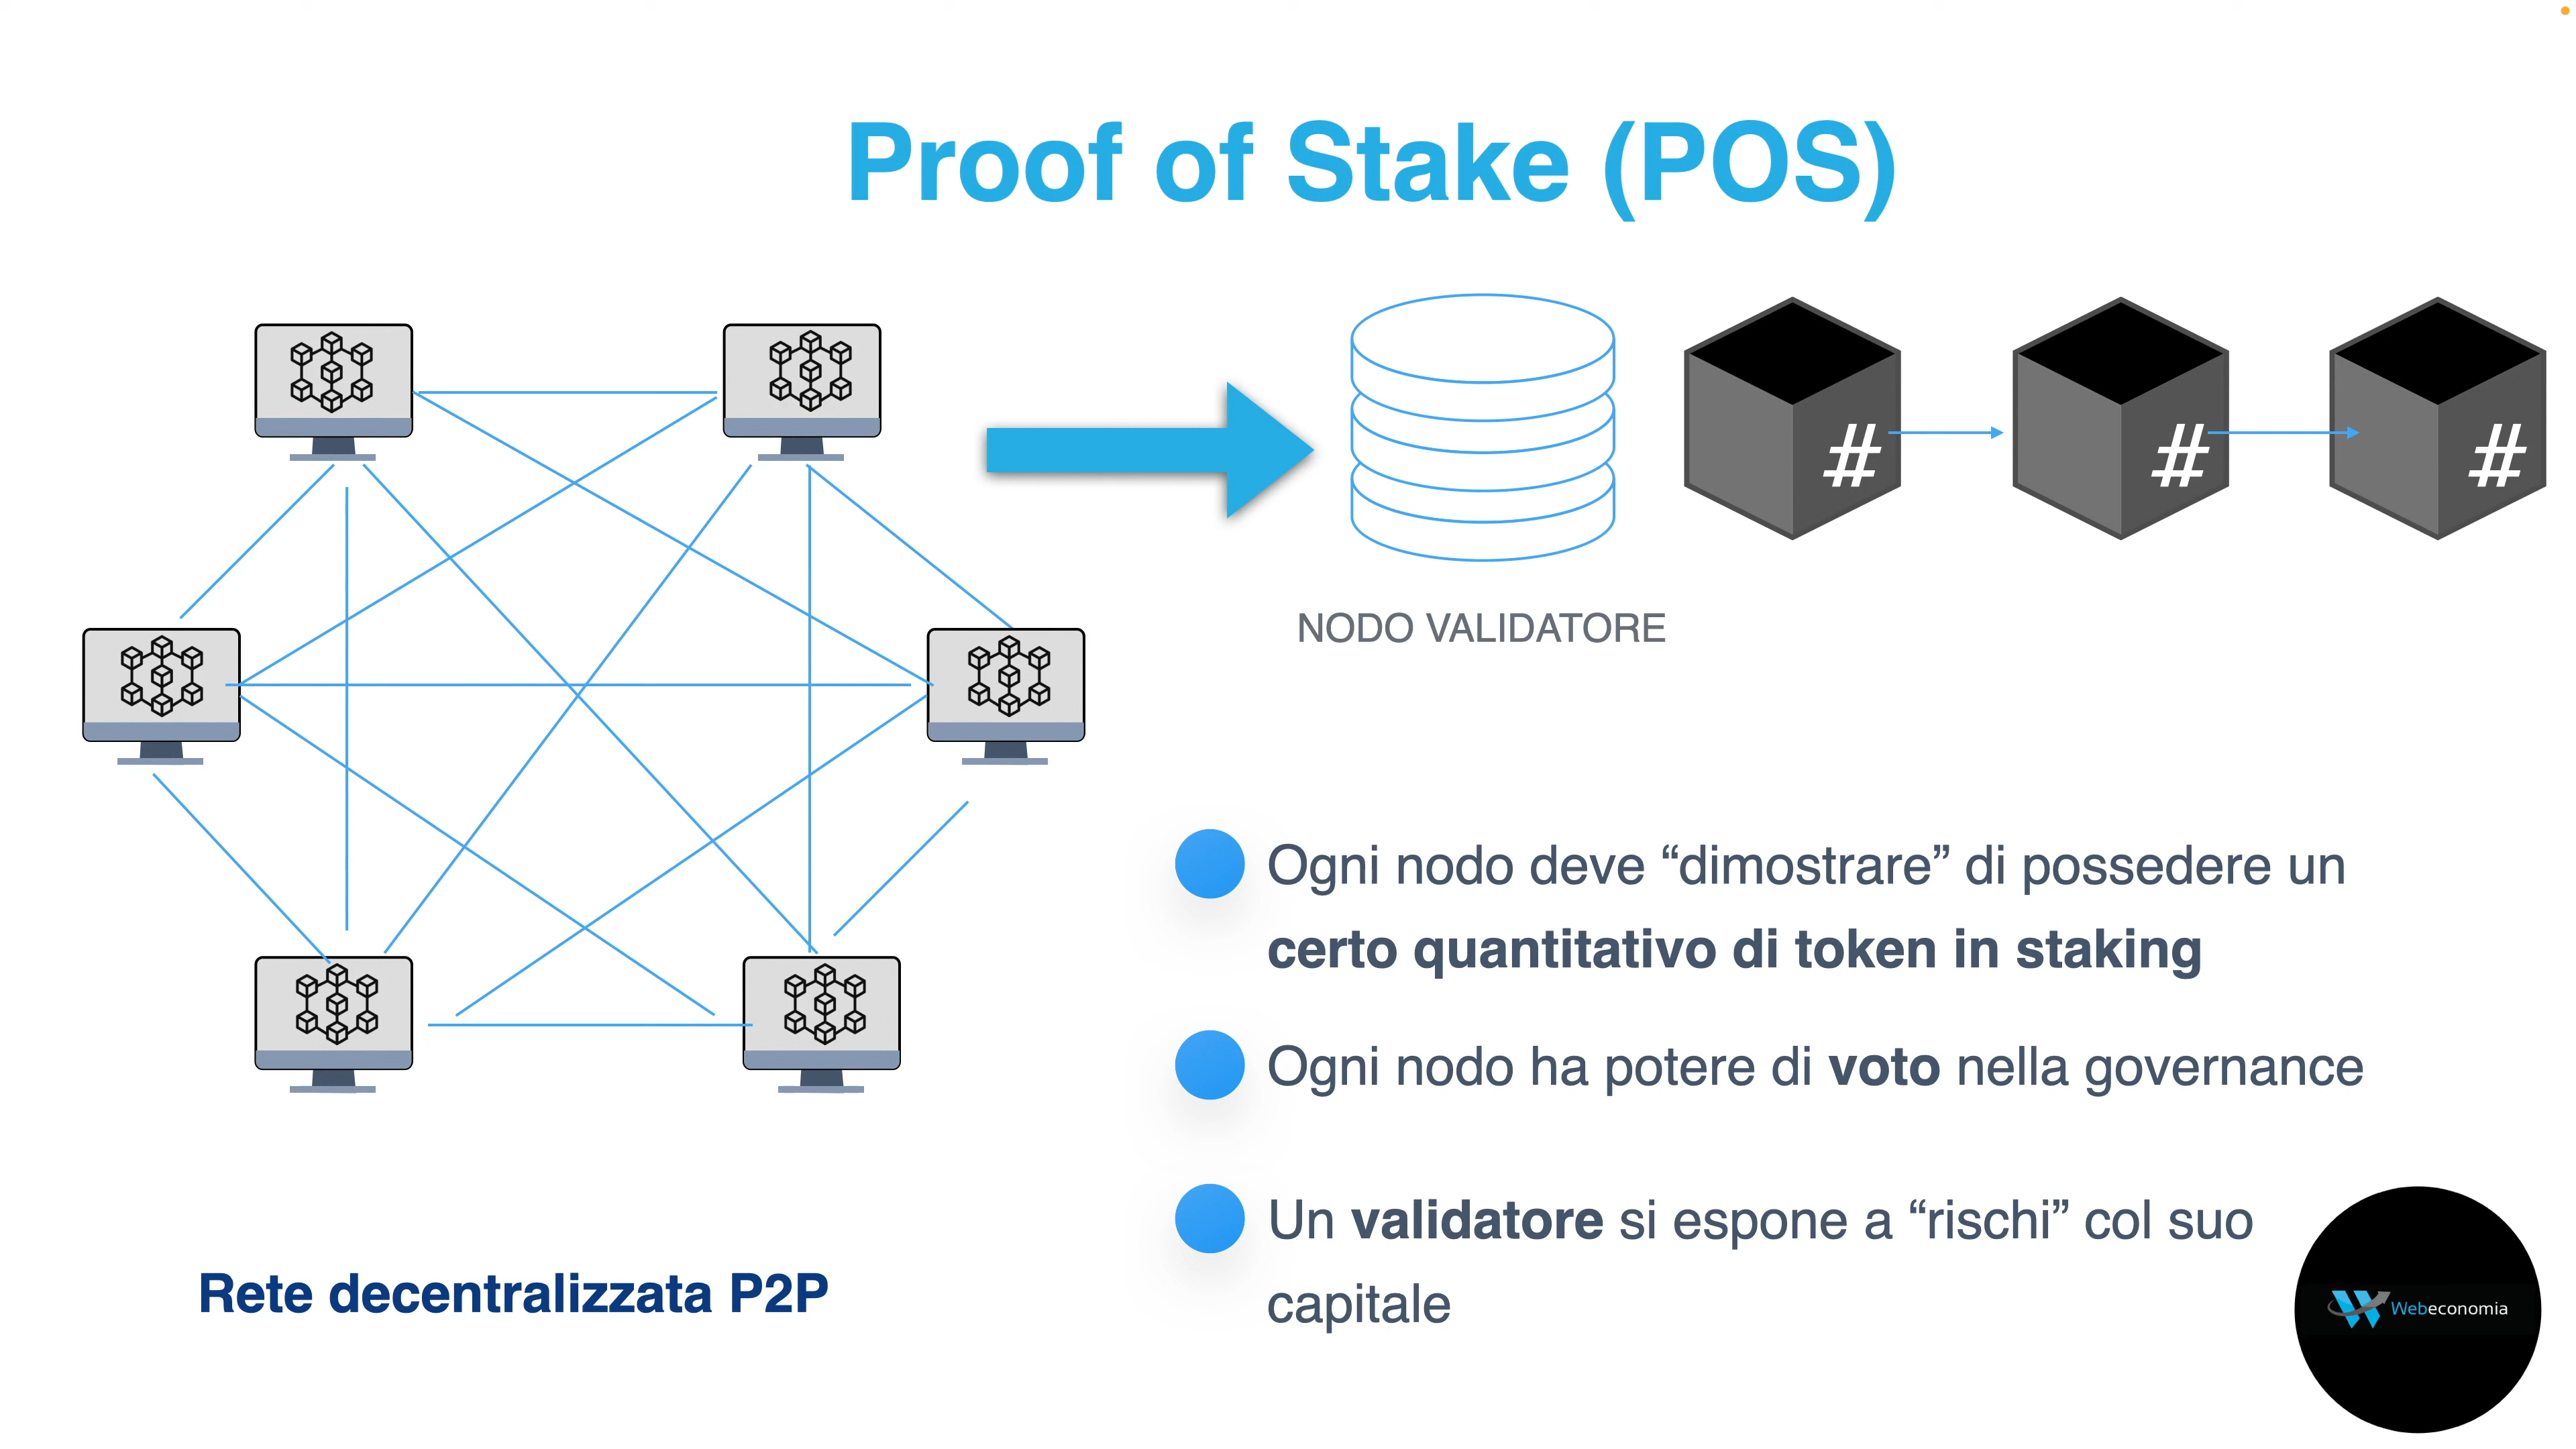 Proof of Stake (POS)
#
#
#
NODO VALIDATORE
Ogni nodo deve “dimostrare” di possedere un
certo quantitativo di token in staking
Ogni nodo ha potere di voto nella governance
Un validatore si espone a “rischi” col suo
capitale
Rete decentralizzata P2P
Webeconomia